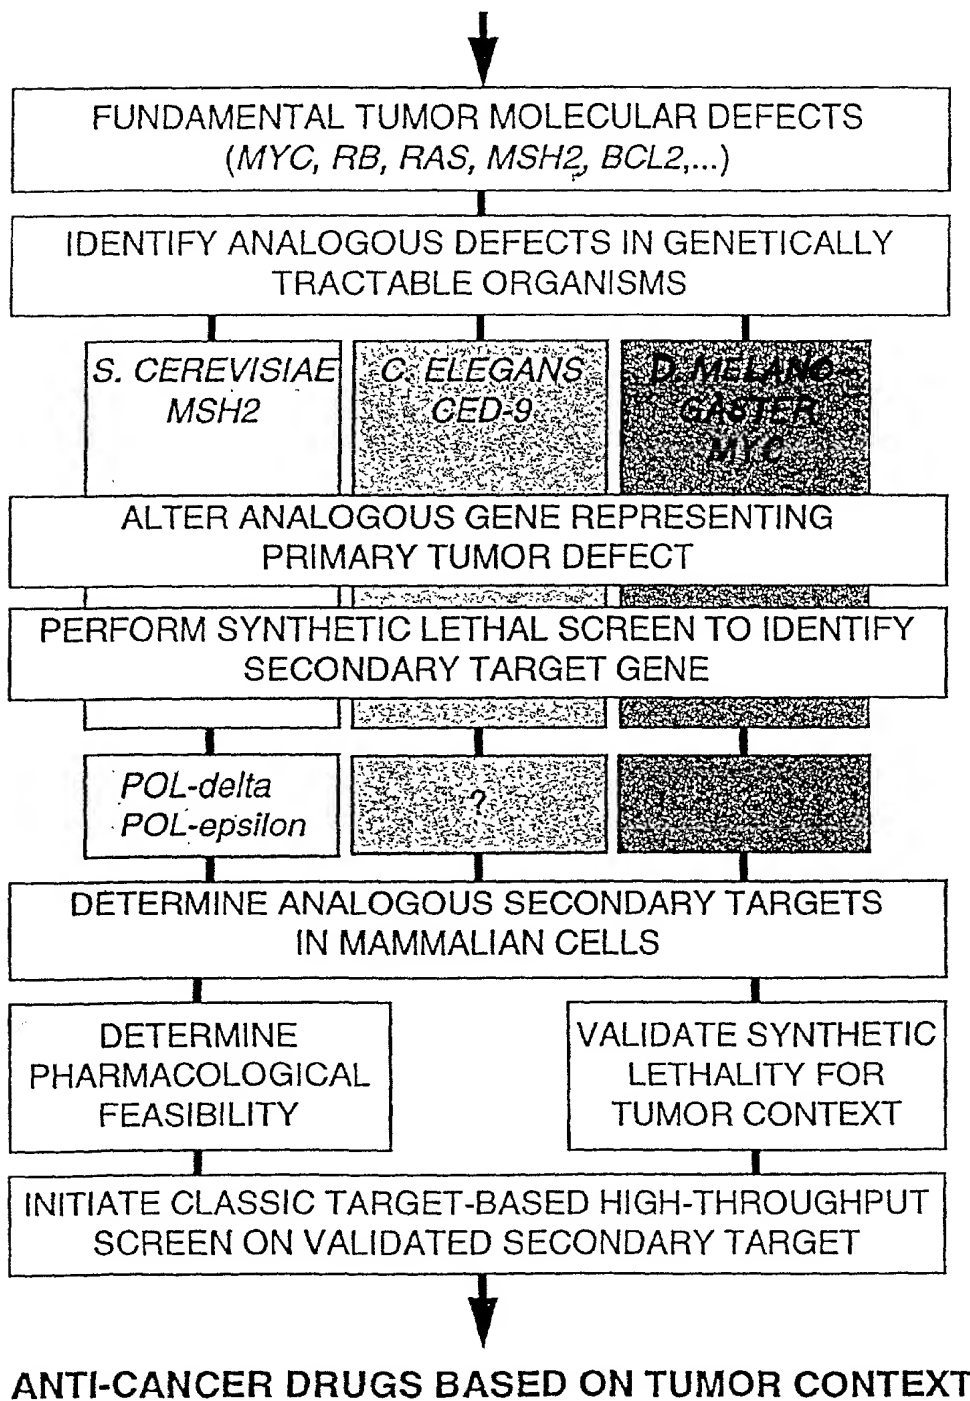 FUNDAMENTAL TUMOR MOLECULAR DEFECTS
(MYC, RB, RAS, MSH2, BCL2,...)
IDENTIFY ANALOGOUS DEFECTS IN GENETICALLY
TRACTABLE ORGANISMS
S. CEREVISIAE
MSH2
C. ELEGANS
CED-9
D. MELANO-
GASTER
MYC
ALTER ANALOGOUS GENE REPRESENTING
PRIMARY TUMOR DEFECT
PERFORM SYNTHETIC LETHAL SCREEN TO IDENTIFY
SECONDARY TARGET GENE
POL-delta
POL-epsilon
?
DETERMINE ANALOGOUS SECONDARY TARGETS
IN MAMMALIAN CELLS
DETERMINE
PHARMACOLOGICAL
FEASIBILITY
VALIDATE SYNTHETIC
LETHALITY FOR
TUMOR CONTEXT
INITIATE CLASSIC TARGET-BASED HIGH-THROUGHPUT
SCREEN ON VALIDATED SECONDARY TARGET
ANTI-CANCER DRUGS BASED ON TUMOR CONTEXT